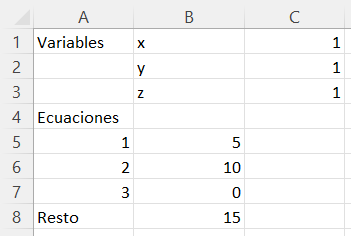 A B C
1 Variables x 1
2 y 1
3 z 1
4 Ecuaciones
5 1 5
6 2 10
7 3 0
8 Resto 15